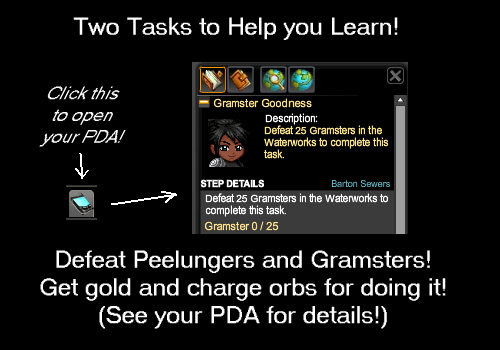 Two Tasks to Help you Learn!
Click this
to open
your PDA!
Gramster Goodness
Description:
Defeat 25 Gramsters in the
Waterworks to complete this
task.
STEP DETAILS
Barton Sewers
Defeat 25 Gramsters in the Waterworks to
complete this task.
Gramster 0 / 25
Defeat Peelungers and Gramsters!
Get gold and charge orbs for doing it!
(See your PDA for details!)